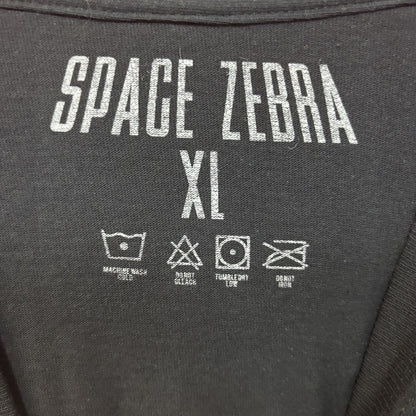 SPACE ZEBRA
XL
MACHINE WASH COLD
DO NOT BLEACH
TUMBLE DRY LOW
DO NOT IRON